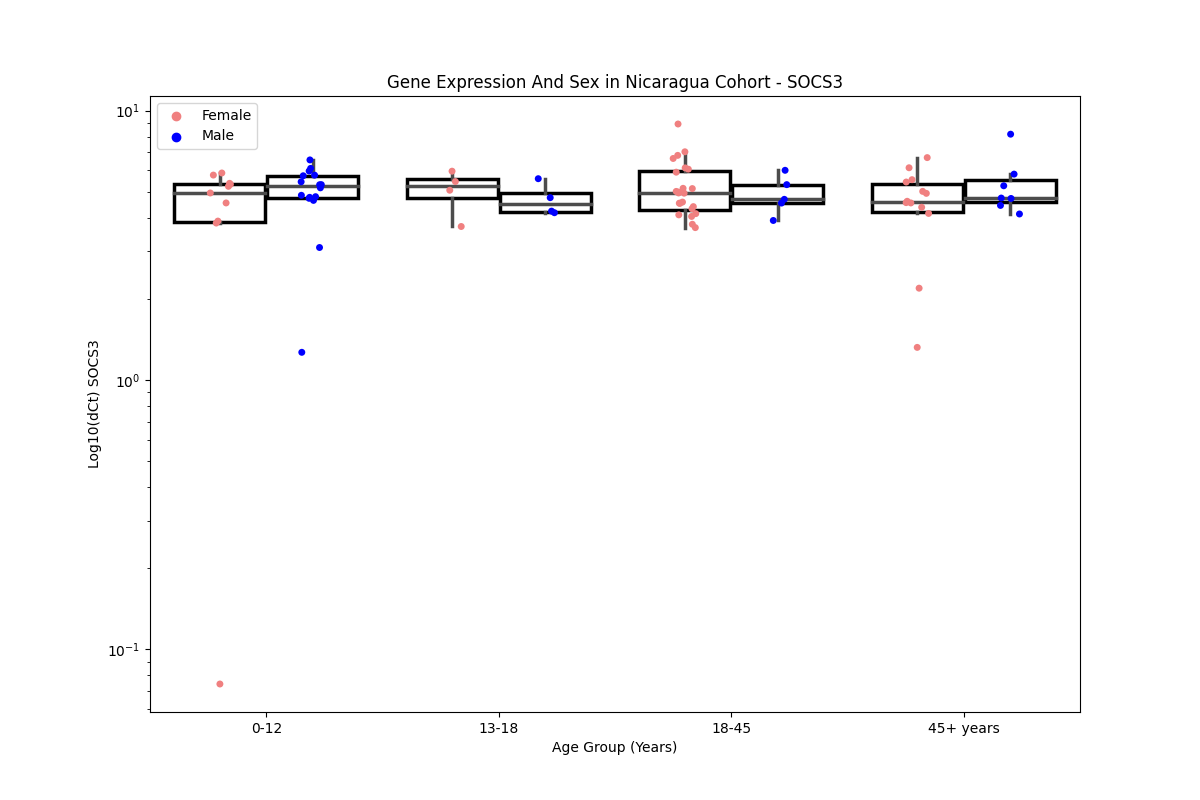 Gene Expression And Sex in Nicaragua Cohort - SOCS3
Female
Male
10¹
10⁰
10⁻¹
Log10(dCt) SOCS3
0-12
13-18
18-45
45+ years
Age Group (Years)